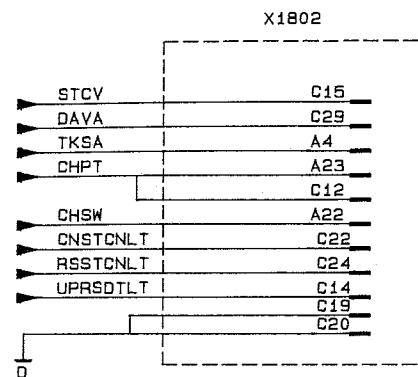 X1802
STCV C15
DAVA C29
TKSA A4
CHPT A23
C12
CHSW A22
CNSTCNLT C22
RSSTCNLT C24
UPRSDTLT C14
C19
C20
D